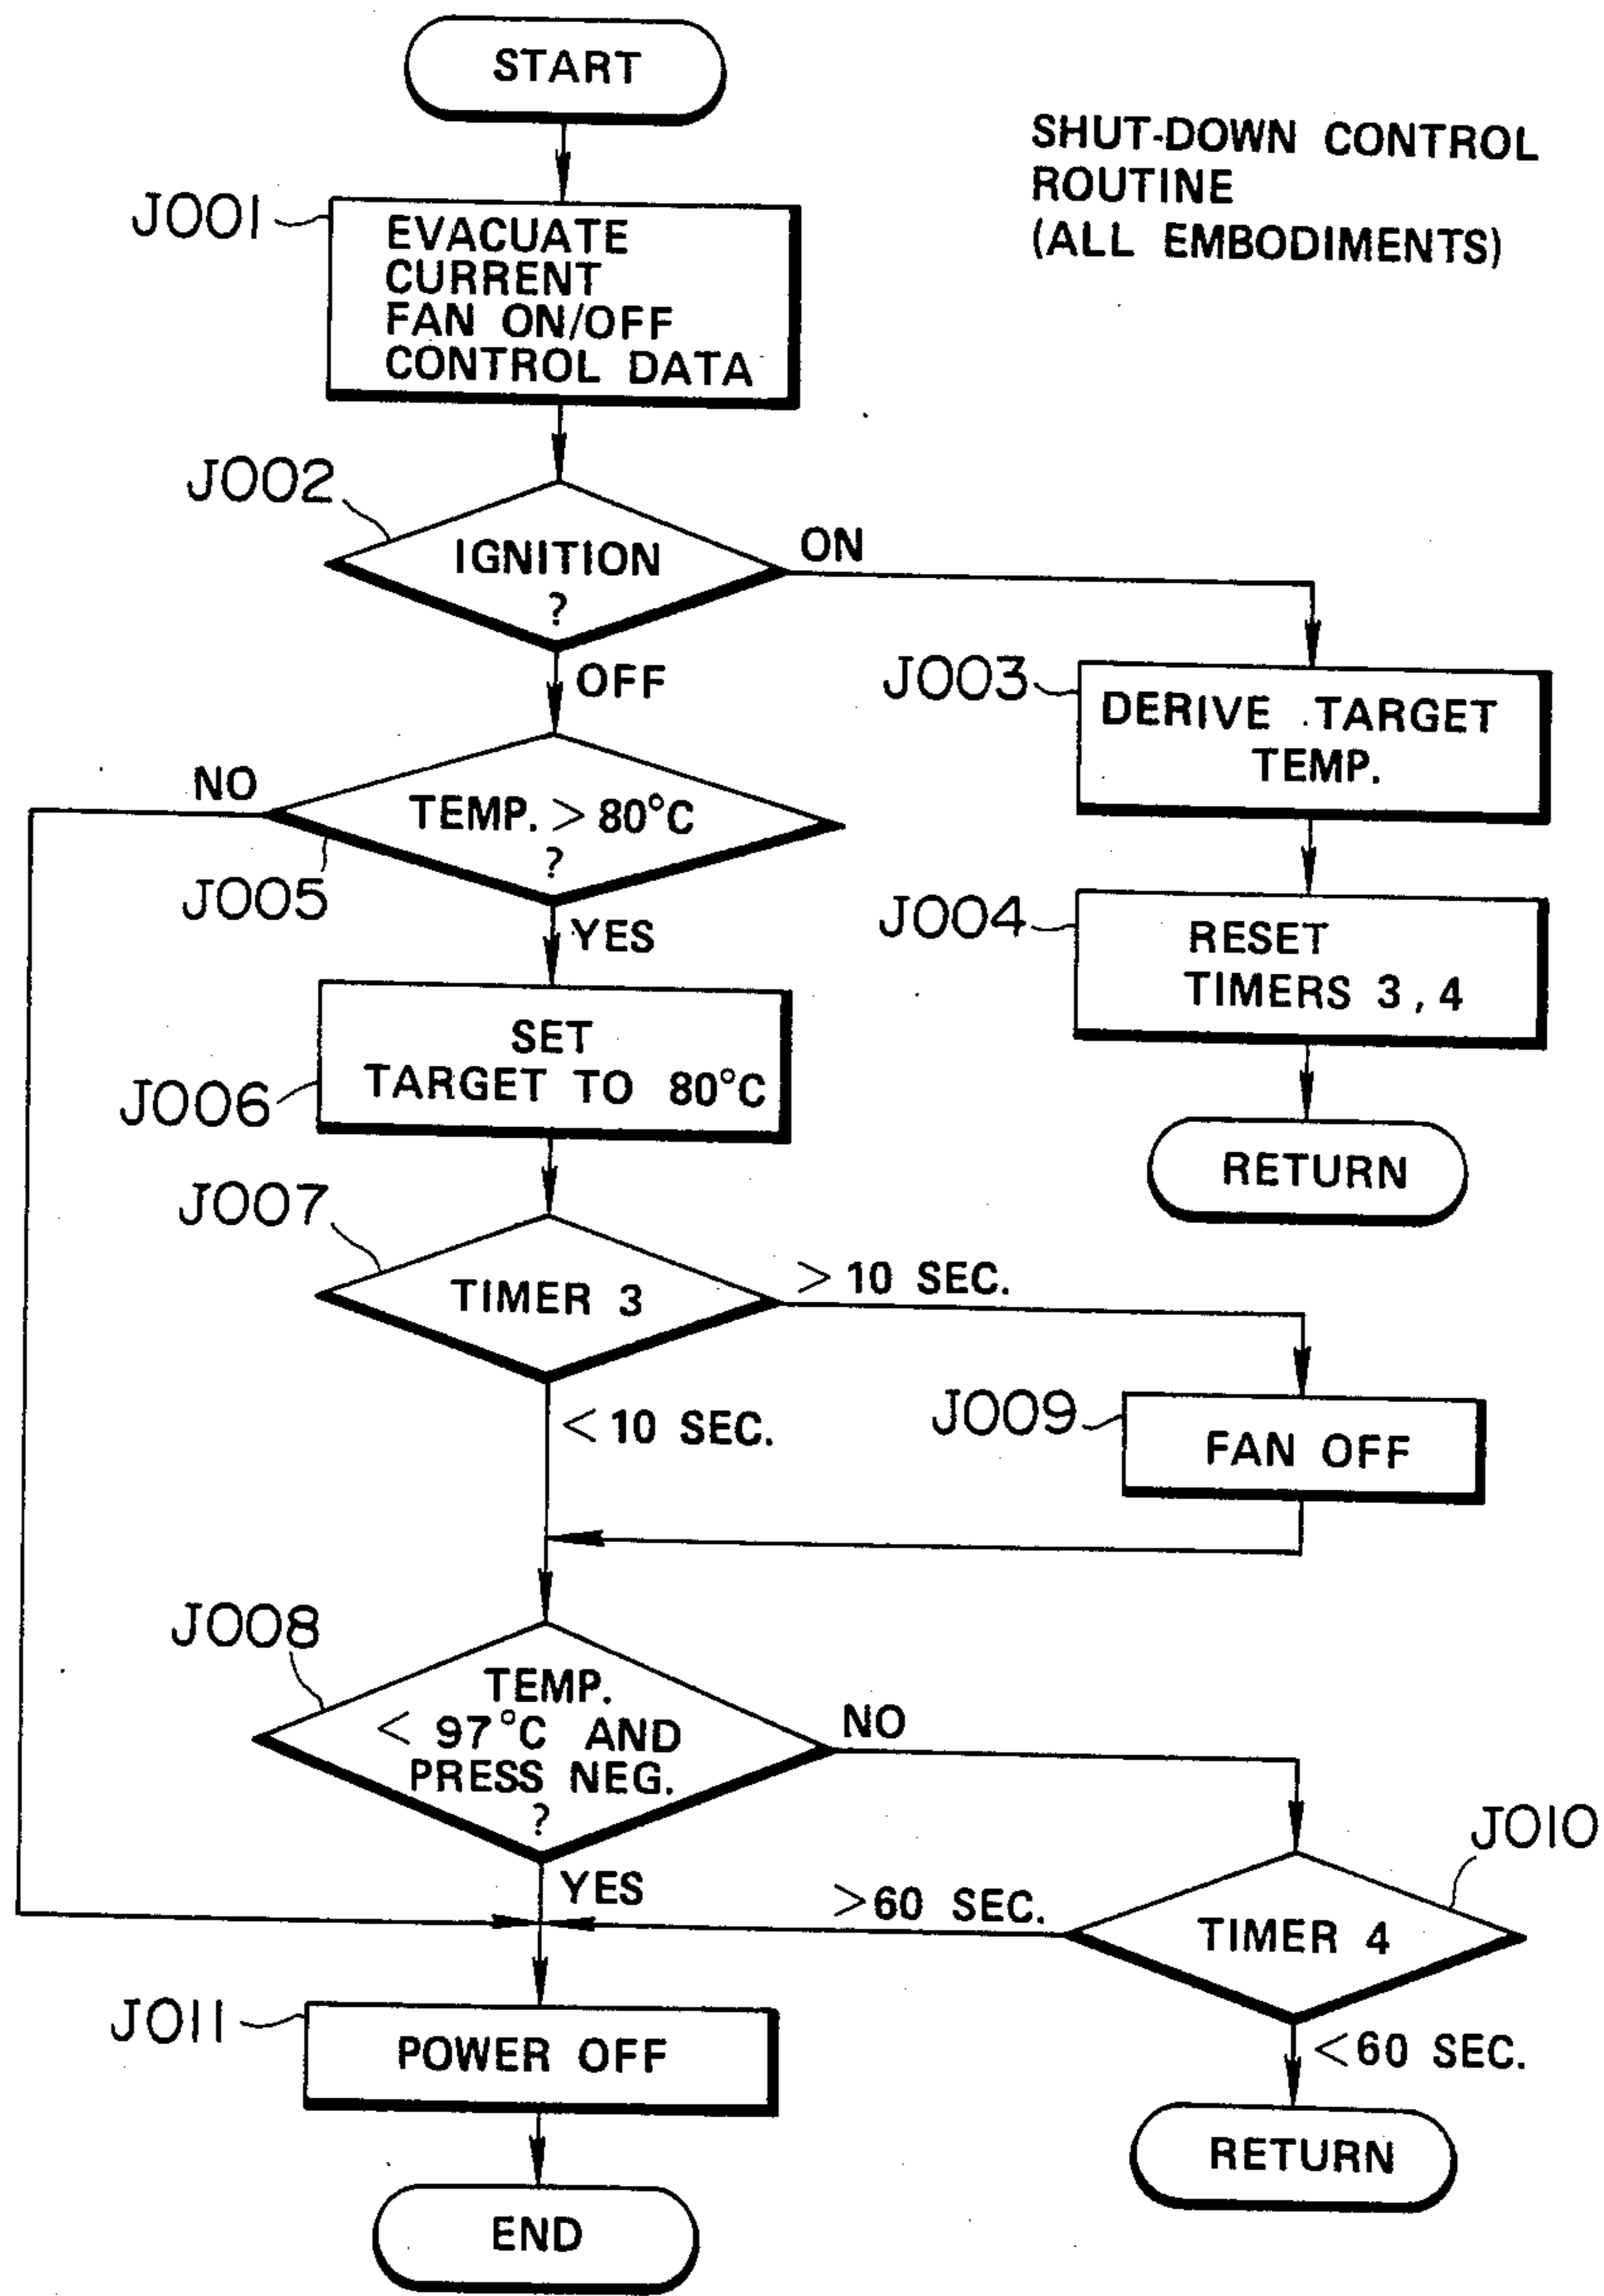 START
SHUT-DOWN CONTROL
ROUTINE
(ALL EMBODIMENTS)
J001
EVACUATE
CURRENT
FAN ON/OFF
CONTROL DATA
J002
IGNITION
?
ON
OFF
J003
DERIVE TARGET
TEMP.
NO
TEMP. > 80°C
?
J005
YES
J004
RESET
TIMERS 3, 4
SET
TARGET TO 80°C
J006
RETURN
J007
TIMER 3
> 10 SEC.
< 10 SEC.
J009
FAN OFF
J008
TEMP.
< 97°C AND
PRESS NEG.
?
NO
YES
J010
> 60 SEC.
TIMER 4
J011
POWER OFF
< 60 SEC.
RETURN
END